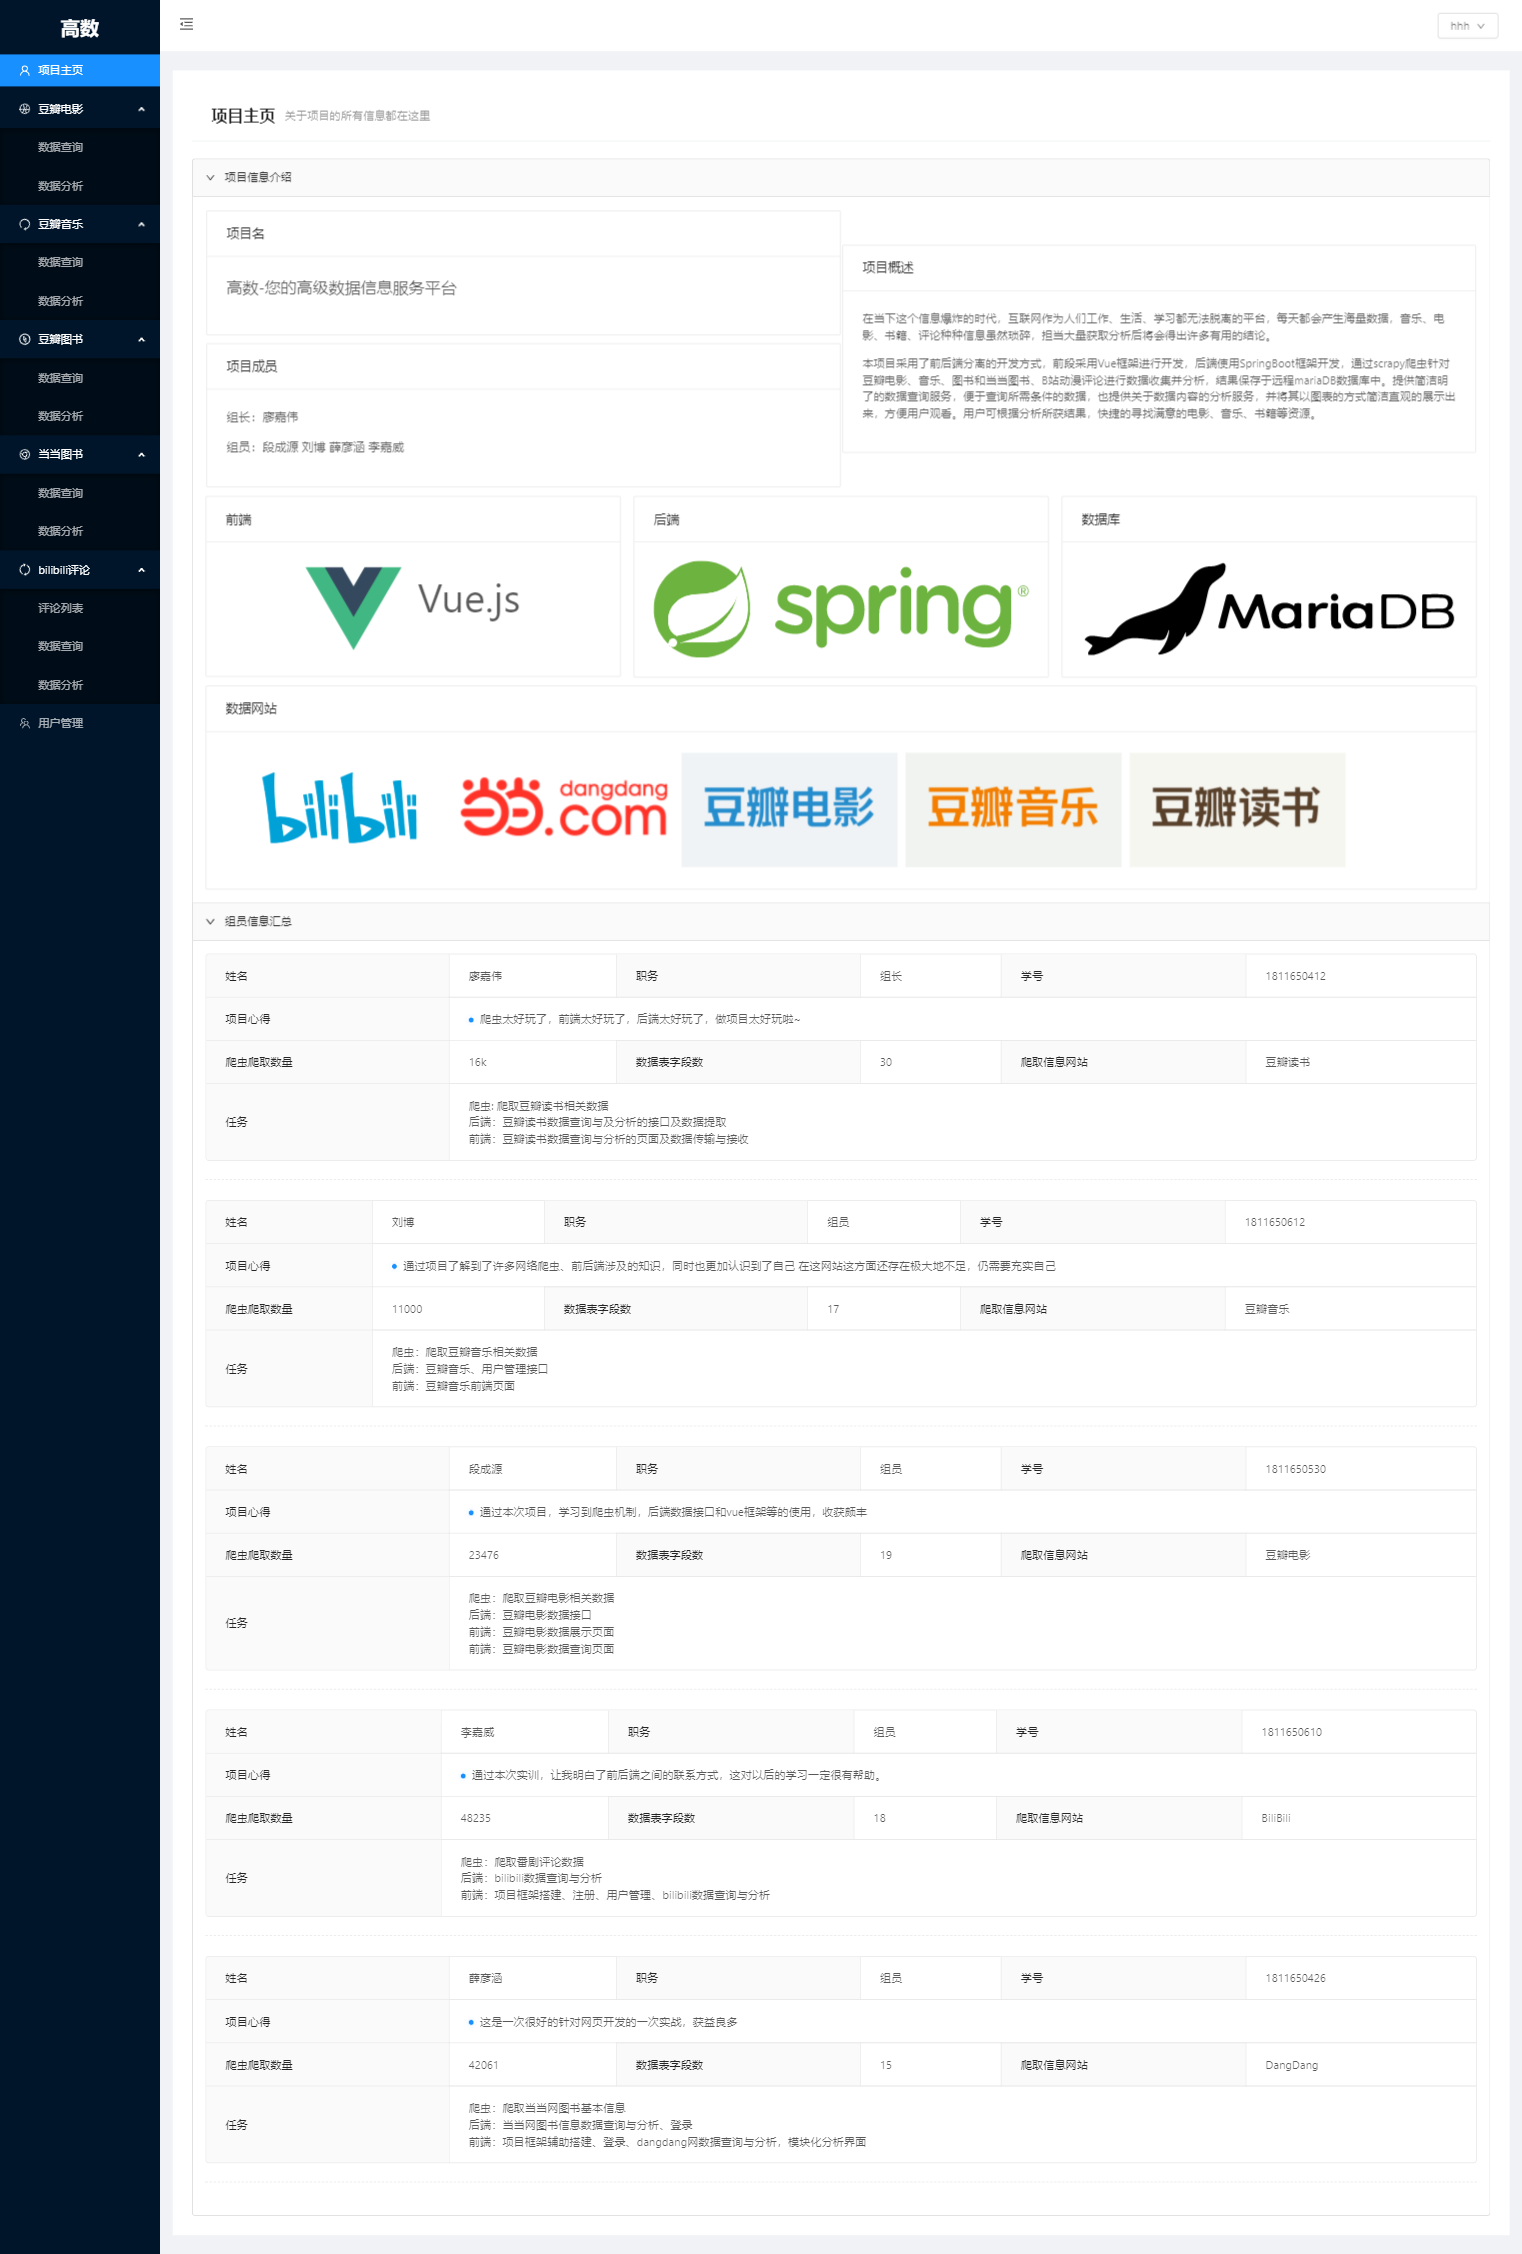 高数
hhh
项目主页
豆瓣电影
数据查询
数据分析
豆瓣音乐
数据查询
数据分析
豆瓣图书
数据查询
数据分析
当当图书
数据查询
数据分析
bilibili评论
评论列表
数据查询
数据分析
用户管理
项目主页 关于项目的所有信息都在这里
项目信息介绍
项目名
高数-您的高级数据信息服务平台
项目成员
组长：廖嘉伟
组员：段成源 刘博 薛彦涵 李嘉威
项目概述
在当下这个信息爆炸的时代，互联网作为人们工作、生活、学习都无法脱离的平台，每天都会产生海量数据，音乐、电
影、书籍、评论种种信息虽然琐碎，担当大量获取分析后将会得出许多有用的结论。
本项目采用了前后端分离的开发方式，前段采用Vue框架进行开发，后端使用SpringBoot框架开发，通过scrapy爬虫针对
豆瓣电影、音乐、图书和当当图书、B站动漫评论进行数据收集并分析，结果保存于远程mariaDB数据库中。提供简洁明
了的数据查询服务，便于查询所需条件的数据，也提供关于数据内容的分析服务，并将其以图表的方式简洁直观的展示出
来，方便用户观看。用户可根据分析所获结果，快捷的寻找满意的电影、音乐、书籍等资源。
前端
Vue.js
后端
spring®
数据库
MariaDB
数据网站
bilibili
当当 dangdang
.com
豆瓣电影
豆瓣音乐
豆瓣读书
组员信息汇总
姓名 廖嘉伟 职务 组长 学号 1811650412
项目心得 爬虫太好玩了，前端太好玩了，后端太好玩了，做项目太好玩啦~
爬虫爬取数量 16k 数据表字段数 30 爬取信息网站 豆瓣读书
任务
爬虫: 爬取豆瓣读书相关数据
后端：豆瓣读书数据查询与及分析的接口及数据提取
前端：豆瓣读书数据查询与分析的页面及数据传输与接收
姓名 刘博 职务 组员 学号 1811650612
项目心得 通过项目了解到了许多网络爬虫、前后端涉及的知识，同时也更加认识到了自己 在这网站这方面还存在极大地不足，仍需要充实自己
爬虫爬取数量 11000 数据表字段数 17 爬取信息网站 豆瓣音乐
任务
爬虫：爬取豆瓣音乐相关数据
后端：豆瓣音乐、用户管理接口
前端：豆瓣音乐前端页面
姓名 段成源 职务 组员 学号 1811650530
项目心得 通过本次项目，学习到爬虫机制，后端数据接口和vue框架等的使用，收获颇丰
爬虫爬取数量 23476 数据表字段数 19 爬取信息网站 豆瓣电影
任务
爬虫：爬取豆瓣电影相关数据
后端：豆瓣电影数据接口
前端：豆瓣电影数据展示页面
前端：豆瓣电影数据查询页面
姓名 李嘉威 职务 组员 学号 1811650610
项目心得 通过本次实训，让我明白了前后端之间的联系方式，这对以后的学习一定很有帮助。
爬虫爬取数量 48235 数据表字段数 18 爬取信息网站 BiliBili
任务
爬虫：爬取番剧评论数据
后端：bilibili数据查询与分析
前端：项目框架搭建、注册、用户管理、bilibili数据查询与分析
姓名 薛彦涵 职务 组员 学号 1811650426
项目心得 这是一次很好的针对网页开发的一次实战，获益良多
爬虫爬取数量 42061 数据表字段数 15 爬取信息网站 DangDang
任务
爬虫：爬取当当网图书基本信息
后端：当当网图书信息数据查询与分析、登录
前端：项目框架辅助搭建、登录、dangdang网数据查询与分析，模块化分析界面